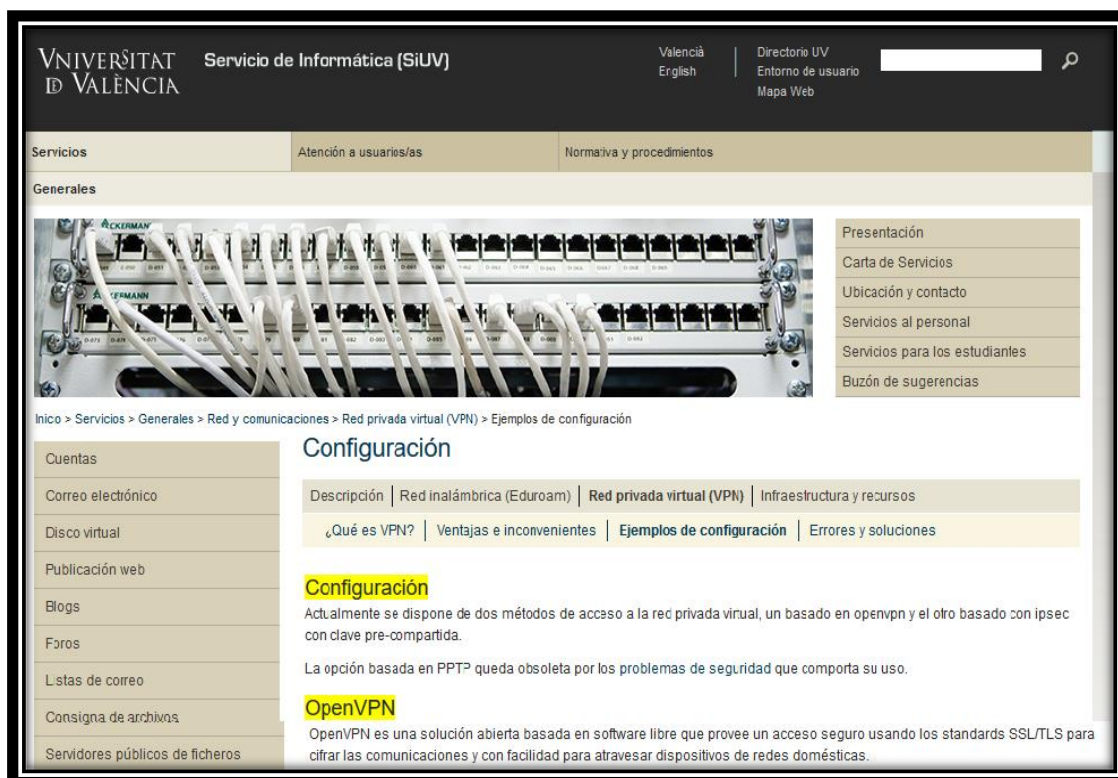 VNIVERSITAT
ID VALÈNCIA
Servicio de Informática (SiUV)
Valencià
English
Directorio UV
Entorno de usuario
Mapa Web
Servicios
Atención a usuarios/as
Normativa y procedimientos
Generales
ACKERMANN
ACKERMANN
Presentación
Carta de Servicios
Ubicación y contacto
Servicios al personal
Servicios para los estudiantes
Buzón de sugerencias
Inico > Servicios > Generales > Red y comunicaciones > Red privada virtual (VPN) > Ejemplos de configuración
Cuentas
Correo electrónico
Disco virtual
Publicación web
Blogs
Foros
Listas de correo
Consigna de archivos
Servidores públicos de ficheros
Configuración
Descripción | Red inalámbrica (Eduroam) | Red privada virtual (VPN) | Infraestructura y recursos
¿Qué es VPN? | Ventajas e inconvenientes | Ejemplos de configuración | Errores y soluciones
Configuración
Actualmente se dispone de dos métodos de acceso a la red privada virtual, un basado en openvpn y el otro basado con ipsec
con clave pre-compartida.
La opción basada en PPTP queda obsoleta por los problemas de seguridad que comporta su uso.
OpenVPN
OpenVPN es una solución abierta basada en software libre que provee un acceso seguro usando los standards SSL/TLS para
cifrar las comunicaciones y con facilidad para atravesar dispositivos de redes domésticas.